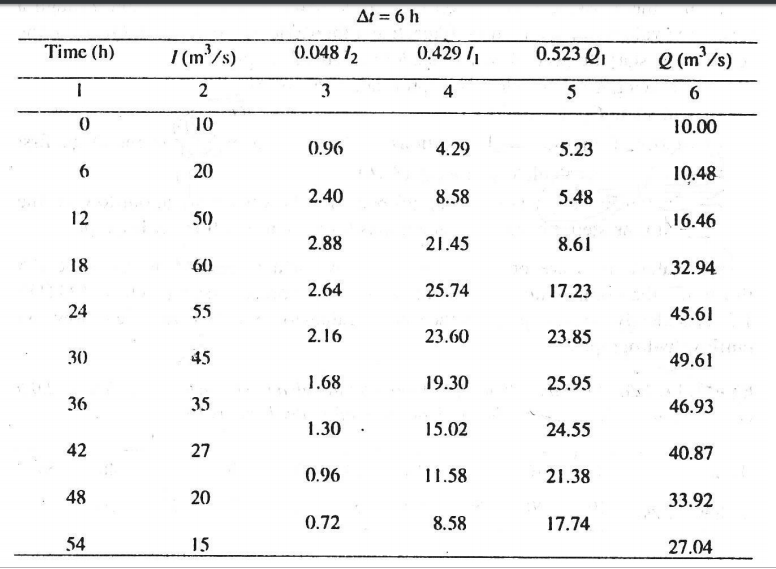 Δt = 6 h
Time (h) I (m³/s) 0.048 I₂ 0.429 I₁ 0.523 Q₁ Q (m³/s)
1 2 3 4 5 6
0 10 10.00
0.96 4.29 5.23
6 20 10.48
2.40 8.58 5.48
12 50 16.46
2.88 21.45 8.61
18 60 32.94
2.64 25.74 17.23
24 55 45.61
2.16 23.60 23.85
30 45 49.61
1.68 19.30 25.95
36 35 46.93
1.30 15.02 24.55
42 27 40.87
0.96 11.58 21.38
48 20 33.92
0.72 8.58 17.74
54 15 27.04